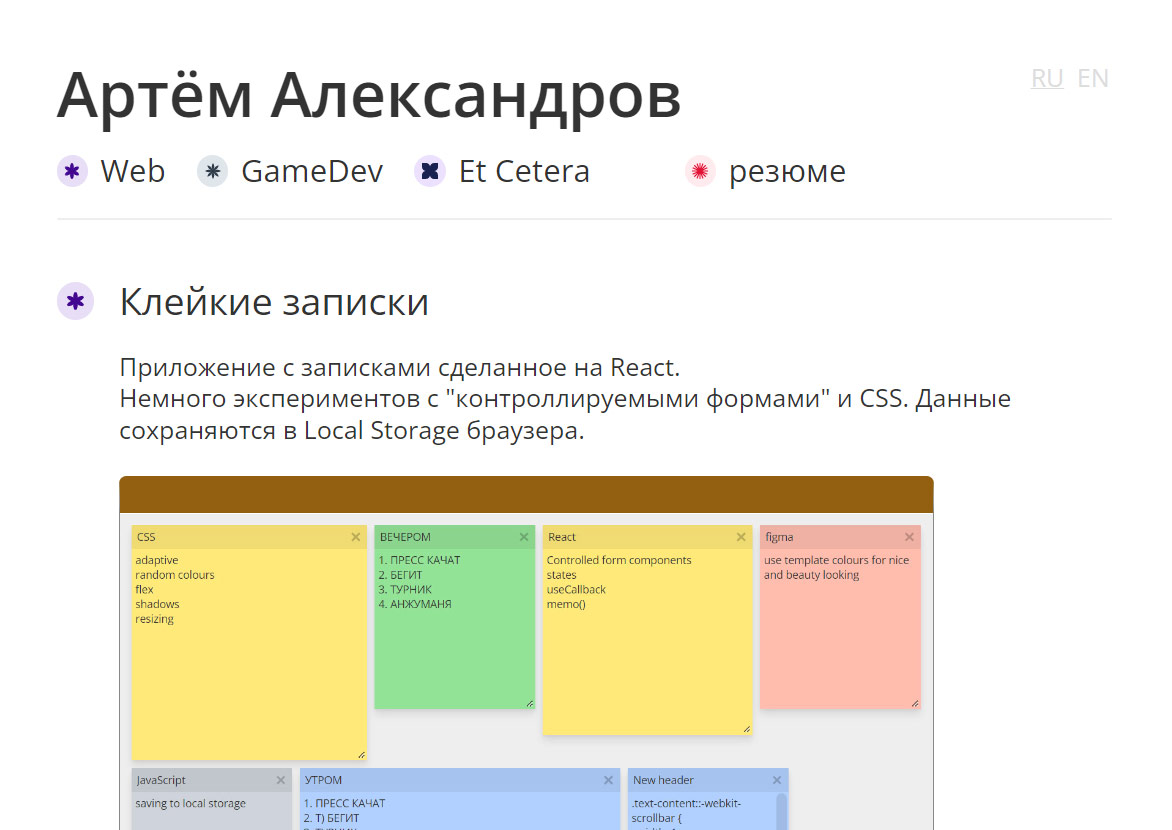 Артём Александров
RU EN
Web GameDev Et Cetera резюме
Клейкие записки
Приложение с записками сделанное на React.
Немного экспериментов с "контроллируемыми формами" и CSS. Данные
сохраняются в Local Storage браузера.
CSS
adaptive
random colours
flex
shadows
resizing
ВЕЧЕРОМ
1. ПРЕСС КАЧАТ
2. БЕГИТ
3. ТУРНИК
4. АНЖУМАНЯ
React
Controlled form components
states
useCallback
memo()
figma
use template colours for nice
and beauty looking
JavaScript
saving to local storage
УТРОМ
1. ПРЕСС КАЧАТ
2. Т) БЕГИТ
New header
.text-content::-webkit-
scrollbar {